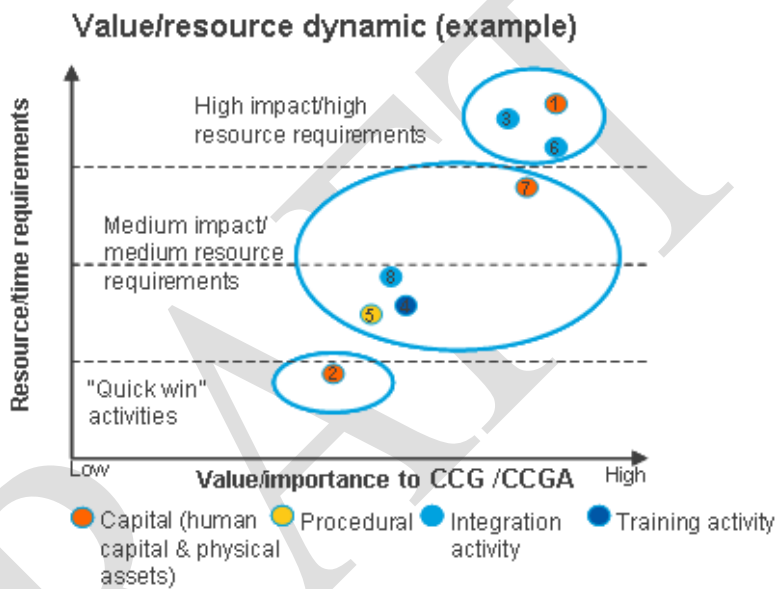 Value/resource dynamic (example)
Resource/time requirements
High impact/high
resource requirements
1
3
6
7
Medium impact/
medium resource
requirements
8
4
5
2
"Quick win"
activities
Low
Value/importance to CCG /CCGA
High
Capital (human
capital & physical
assets)
Procedural
Integration
activity
Training activity
DRAFT